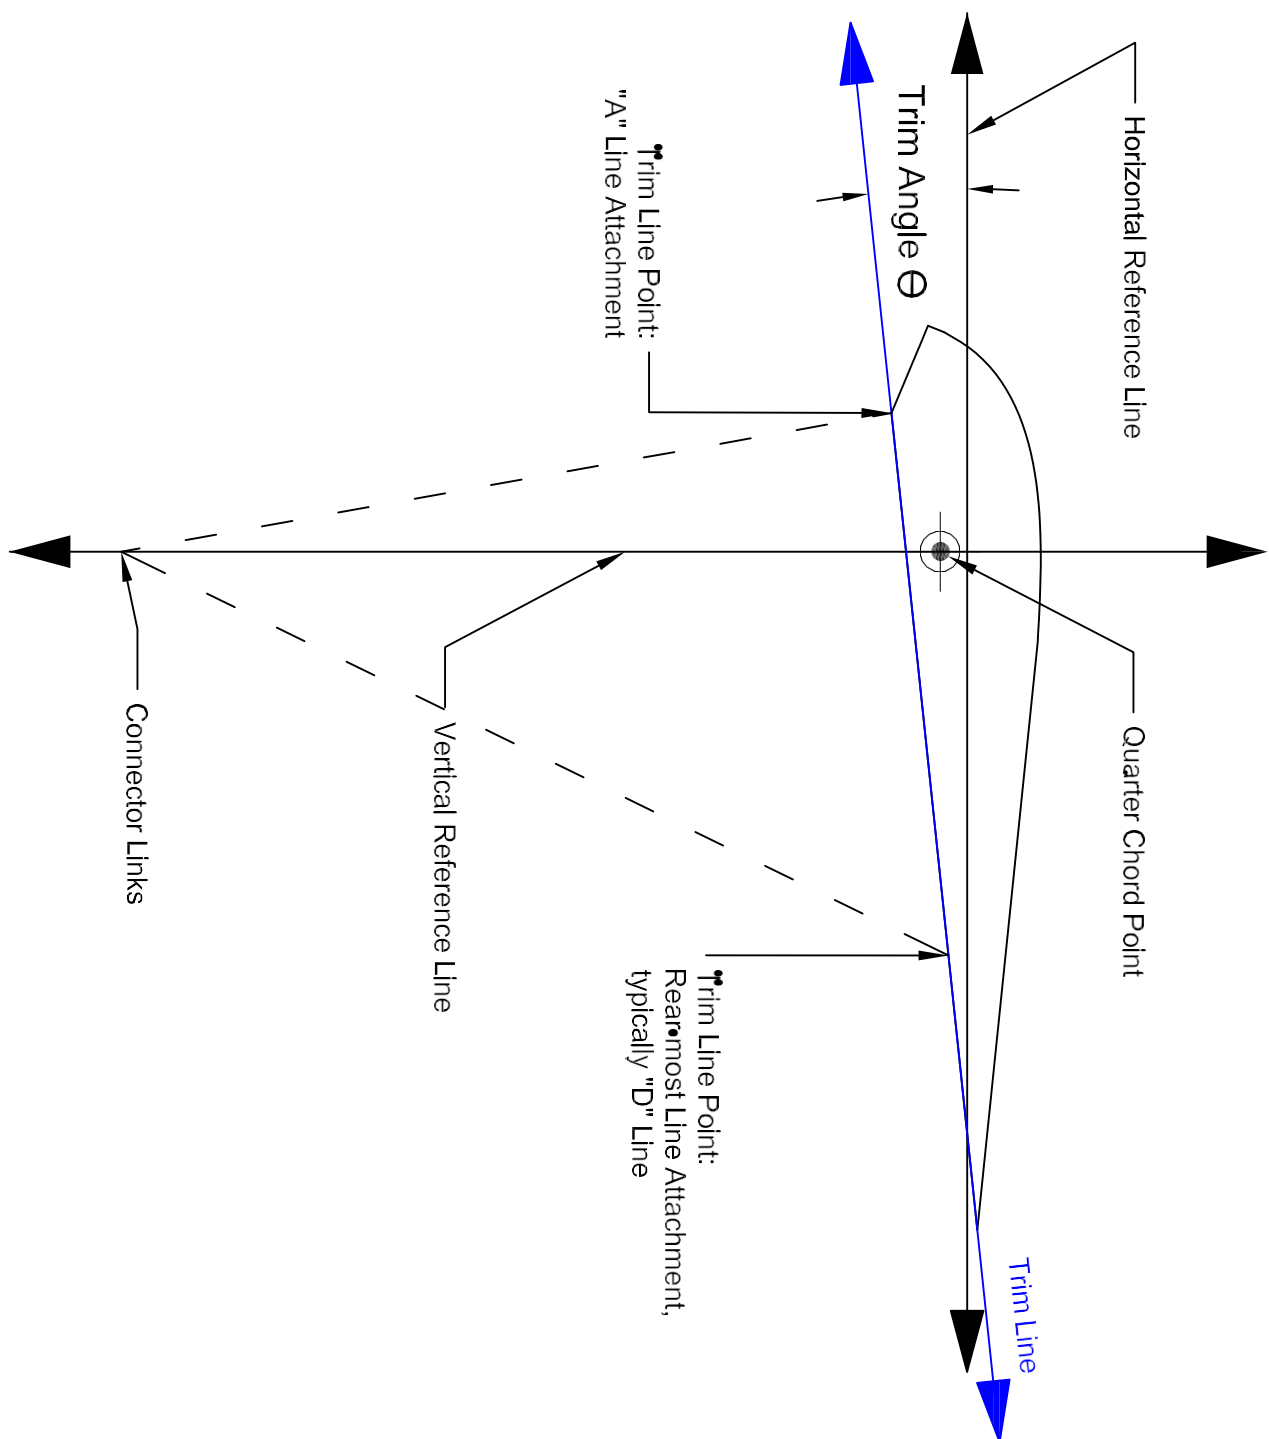 Horizontal Reference Line
Trim Angle Θ
Trim Line Point:
"A" Line Attachment
Quarter Chord Point
Trim Line
Trim Line Point:
Rear-most Line Attachment,
typically "D" Line
Vertical Reference Line
Connector Links